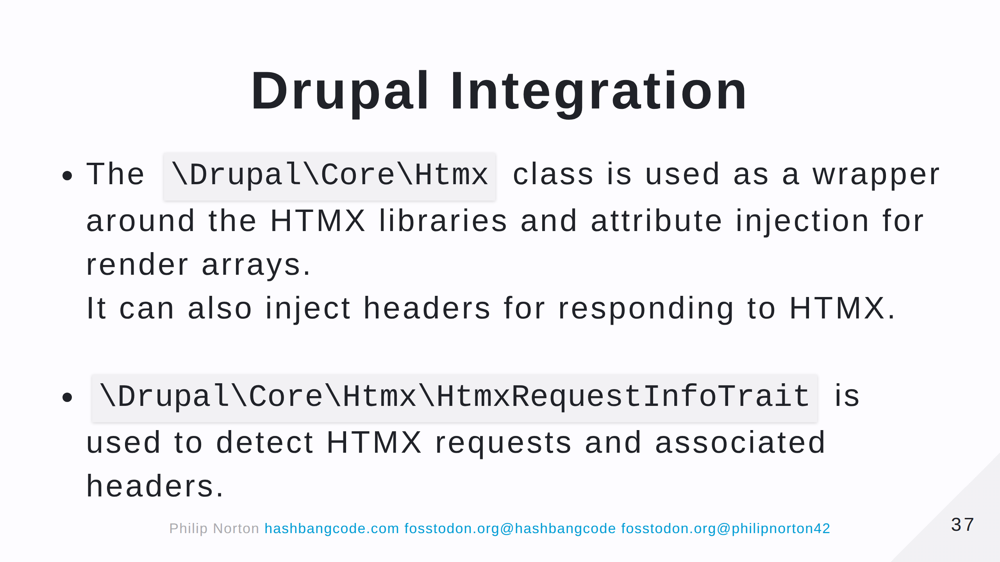 Drupal Integration
• The \Drupal\Core\Htmx class is used as a wrapper
around the HTMX libraries and attribute injection for
render arrays.
It can also inject headers for responding to HTMX.
• \Drupal\Core\Htmx\HtmxRequestInfoTrait is
used to detect HTMX requests and associated
headers.
Philip Norton hashbangcode.com fosstodon.org@hashbangcode fosstodon.org@philipnorton42
37